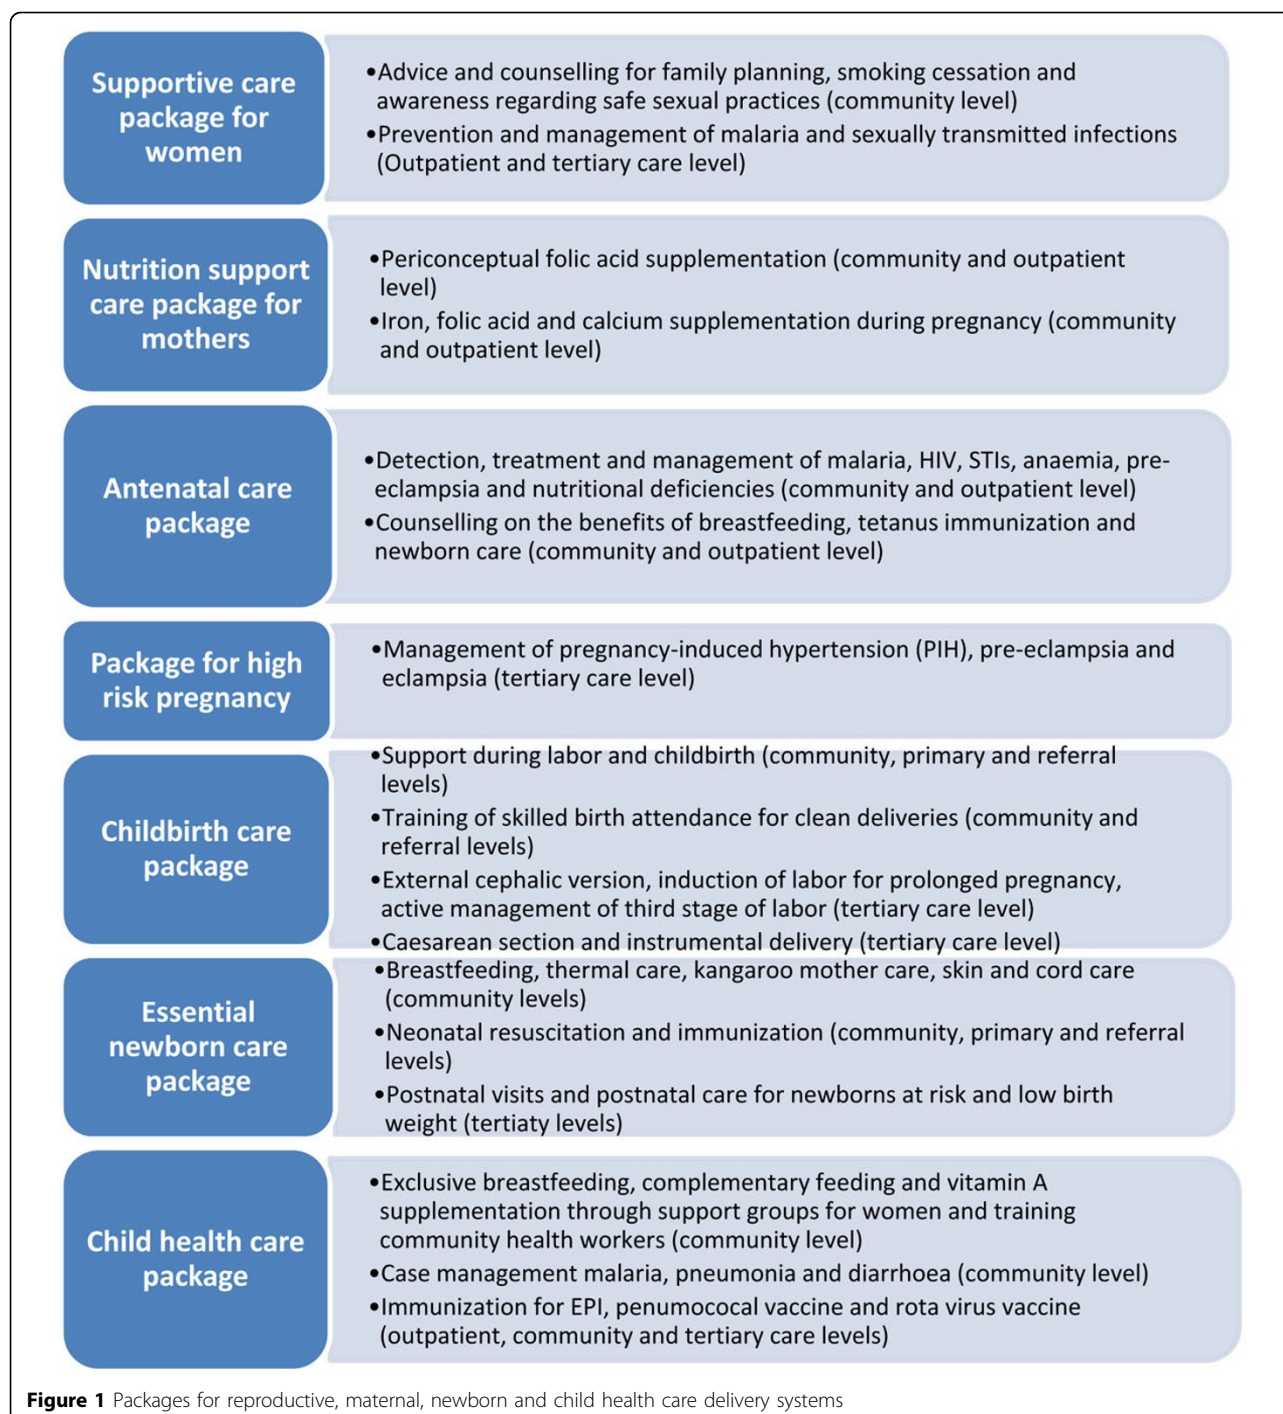 Supportive care
package for
women
•Advice and counselling for family planning, smoking cessation and
awareness regarding safe sexual practices (community level)
•Prevention and management of malaria and sexually transmitted infections
(Outpatient and tertiary care level)
Nutrition support
care package for
mothers
•Periconceptual folic acid supplementation (community and outpatient
level)
•Iron, folic acid and calcium supplementation during pregnancy (community
and outpatient level)
Antenatal care
package
•Detection, treatment and management of malaria, HIV, STIs, anaemia, pre-
eclampsia and nutritional deficiencies (community and outpatient level)
•Counselling on the benefits of breastfeeding, tetanus immunization and
newborn care (community and outpatient level)
Package for high
risk pregnancy
•Management of pregnancy-induced hypertension (PIH), pre-eclampsia and
eclampsia (tertiary care level)
Childbirth care
package
•Support during labor and childbirth (community, primary and referral
levels)
•Training of skilled birth attendance for clean deliveries (community and
referral levels)
•External cephalic version, induction of labor for prolonged pregnancy,
active management of third stage of labor (tertiary care level)
•Caesarean section and instrumental delivery (tertiary care level)
Essential
newborn care
package
•Breastfeeding, thermal care, kangaroo mother care, skin and cord care
(community levels)
•Neonatal resuscitation and immunization (community, primary and referral
levels)
•Postnatal visits and postnatal care for newborns at risk and low birth
weight (tertiaty levels)
Child health care
package
•Exclusive breastfeeding, complementary feeding and vitamin A
supplementation through support groups for women and training
community health workers (community level)
•Case management malaria, pneumonia and diarrhoea (community level)
•Immunization for EPI, penumococal vaccine and rota virus vaccine
(outpatient, community and tertiary care levels)
Figure 1 Packages for reproductive, maternal, newborn and child health care delivery systems